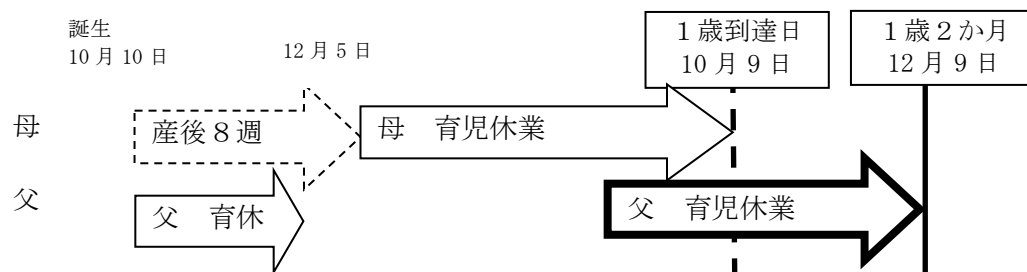 誕生
10月10日
12月5日
1歳到達日
10月9日
1歳2か月
12月9日
母
産後8週
母 育児休業
父
父 育休
父 育児休業